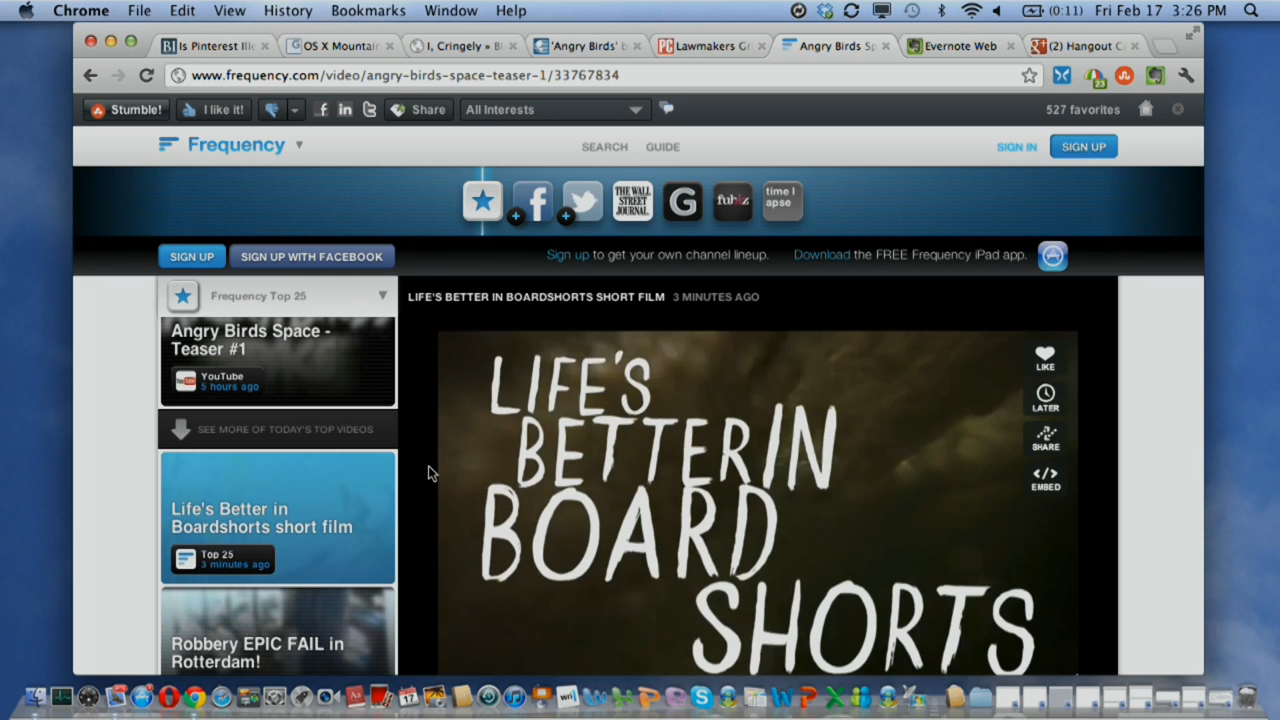 Chrome File Edit View History Bookmarks Window Help (0:11) Fri Feb 17 3:26 PM
Is Pinterest Ille OS X Mountain I, Cringely » B 'Angry Birds' b Lawmakers Gr Angry Birds Sp Evernote Web (2) Hangout C
www.frequency.com/video/angry-birds-space-teaser-1/33767834
23
Stumble! I like it! Share All Interests 527 favorites
Frequency SEARCH GUIDE SIGN IN SIGN UP
THE WALL STREET JOURNAL. G fubiz time l apse
SIGN UP SIGN UP WITH FACEBOOK Sign up to get your own channel lineup. Download the FREE Frequency iPad app.
Frequency Top 25
LIFE'S BETTER IN BOARDSHORTS SHORT FILM 3 MINUTES AGO
Angry Birds Space -
Teaser #1
YouTube
5 hours ago
SEE MORE OF TODAY'S TOP VIDEOS
Life's Better in
Boardshorts short film
Top 25
3 minutes ago
Robbery EPIC FAIL in
Rotterdam!
LIFE'S
BETTER IN
BOARD
SHORTS
LIKE
LATER
SHARE
EMBED